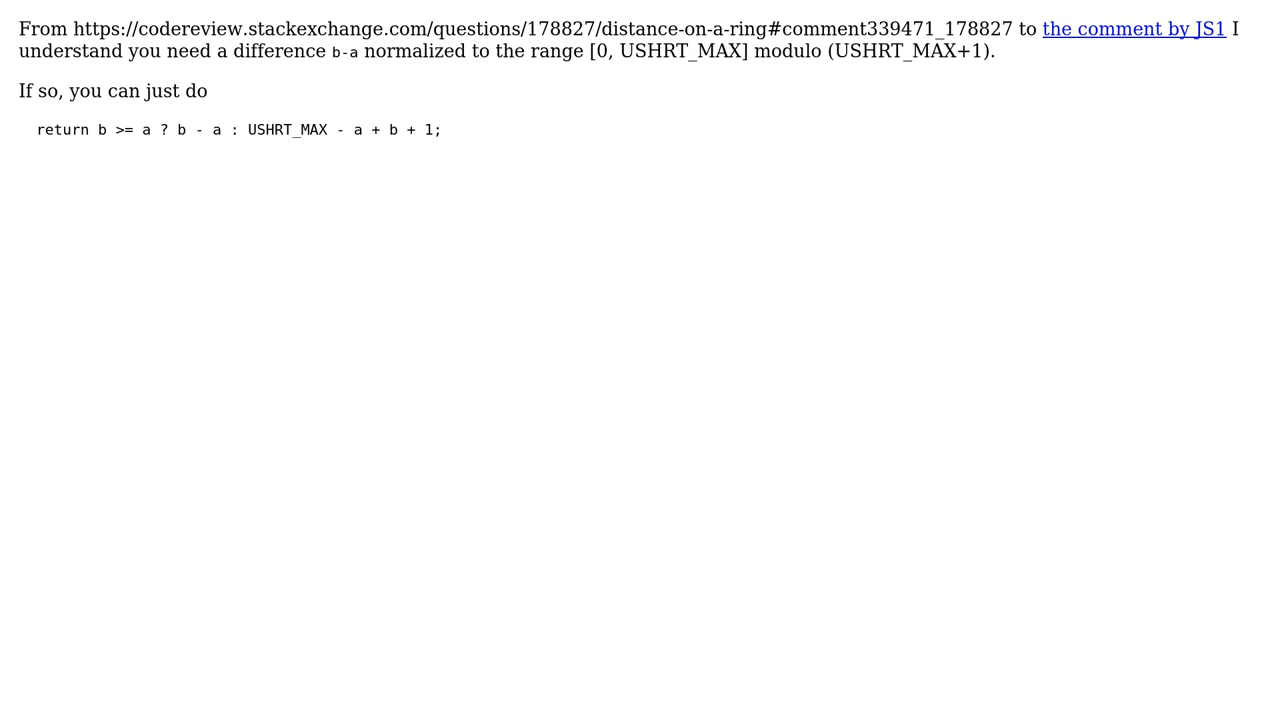 From https://codereview.stackexchange.com/questions/178827/distance-on-a-ring#comment339471_178827 to the comment by JS1 I
understand you need a difference b-a normalized to the range [0, USHRT_MAX] modulo (USHRT_MAX+1).
If so, you can just do
return b >= a ? b - a : USHRT_MAX - a + b + 1;